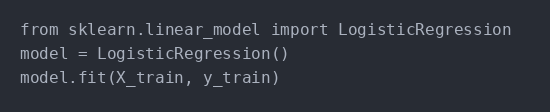 from sklearn.linear_model import LogisticRegression
model = LogisticRegression()
model.fit(X_train, y_train)